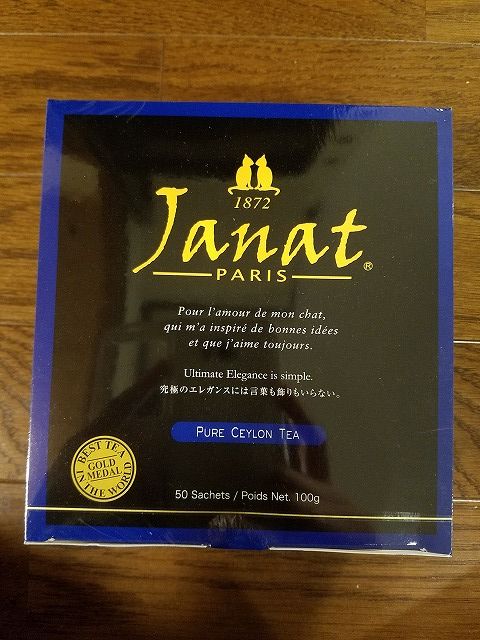 1872
Janat
PARIS
®
Pour l'amour de mon chat,
qui m'a inspiré de bonnes idées
et que j'aime toujours.
Ultimate Elegance is simple.
究極のエレガンスには言葉も飾りもいらない。
PURE CEYLON TEA
BEST TEA
GOLD
MEDAL
IN THE WORLD
50 Sachets / Poids Net. 100g